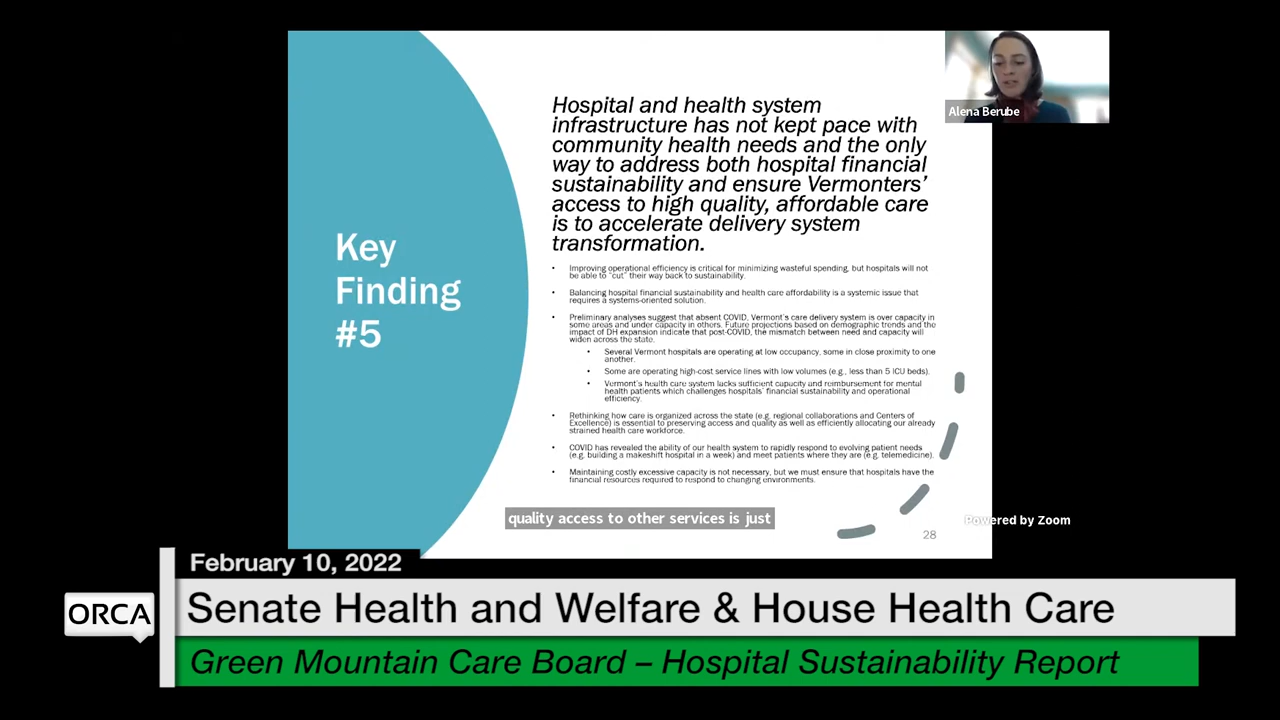 Hospital and health system
infrastructure has not kept pace with
community health needs and the only
way to address both hospital financial
sustainability and ensure Vermonters'
access to high quality, affordable care
is to accelerate delivery system
transformation.
Alena Berube
Key
Finding
#5
• Improving operational efficiency is critical for minimizing wasteful spending, but hospitals will not
be able to "cut" their way back to sustainability.
• Balancing hospital financial sustainability and health care affordability is a systemic issue that
requires a systems-oriented solution.
• Preliminary analyses suggest that absent COVID, Vermont's care delivery system is over capacity in
some areas and under capacity in others. Future projections based on demographic trends and the
impact of DH expansion indicate that post-COVID, the mismatch between need and capacity will
widen across the state.
• Several Vermont hospitals are operating at low occupancy, some in close proximity to one
another.
• Some are operating high-cost service lines with low volumes (e.g., less than 5 ICU beds).
• Vermont's health care system lacks sufficient capacity and reimbursement for mental
health patients which challenges hospitals' financial sustainability and operational
efficiency.
• Rethinking how care is organized across the state (e.g. regional collaborations and Centers of
Excellence) is essential to preserving access and quality as well as efficiently allocating our already
strained health care workforce.
• COVID has revealed the ability of our health system to rapidly respond to evolving patient needs
(e.g. building a makeshift hospital in a week) and meet patients where they are (e.g. telemedicine).
• Maintaining costly excessive capacity is not necessary, but we must ensure that hospitals have the
financial resources required to respond to changing environments.
quality access to other services is just
Powered by Zoom
28
February 10, 2022
ORCA
Senate Health and Welfare & House Health Care
Green Mountain Care Board – Hospital Sustainability Report